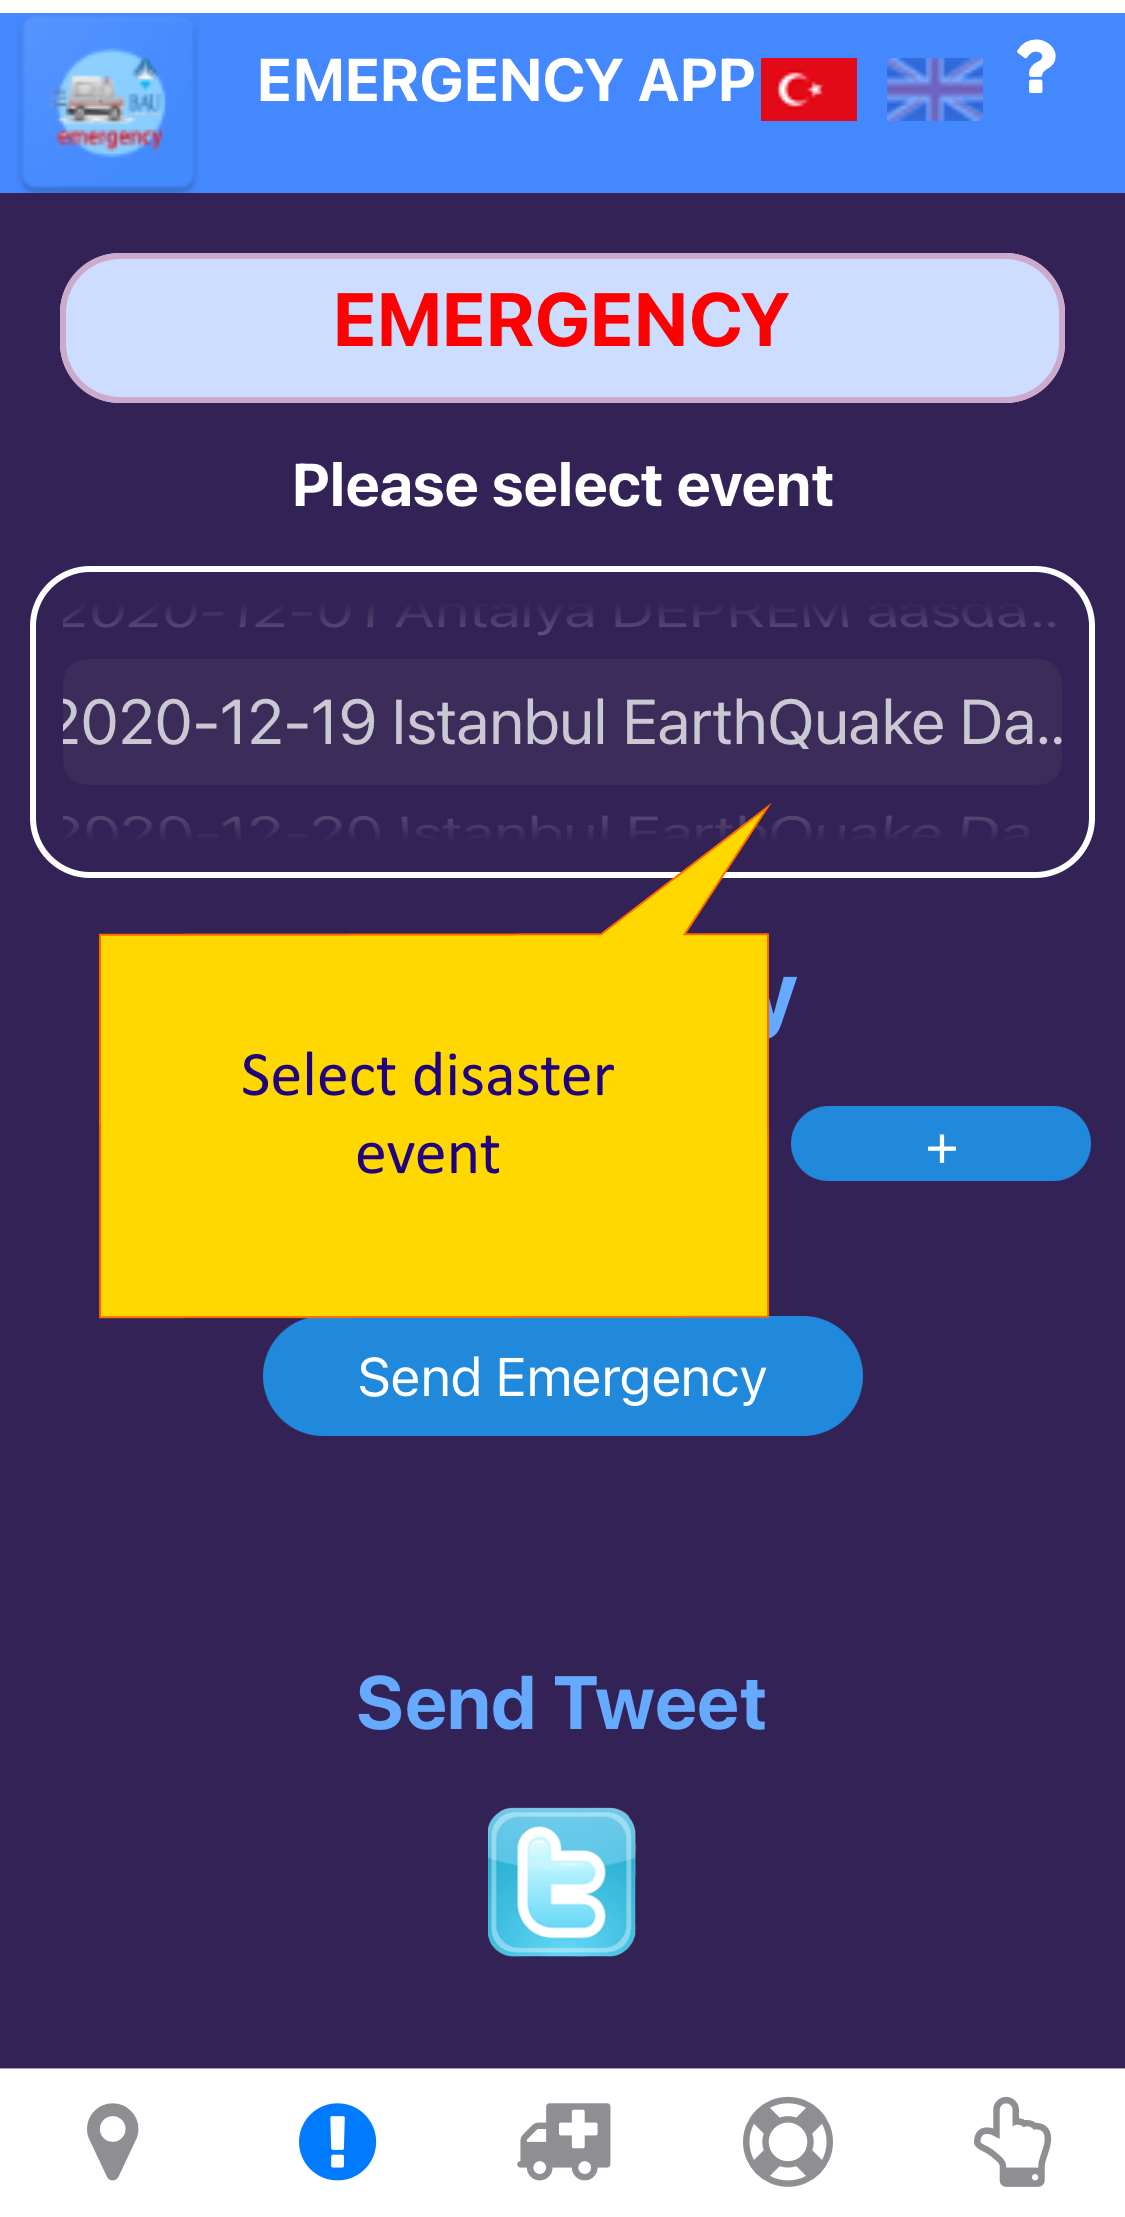 EMERGENCY APP
?
BAU
emergency
EMERGENCY
Please select event
2020-12-01 Antalya DEPREM aasda..
2020-12-19 Istanbul EarthQuake Da..
2020-12-20 Istanbul EarthQuake Da
y
Select disaster
event
+
Send Emergency
Send Tweet